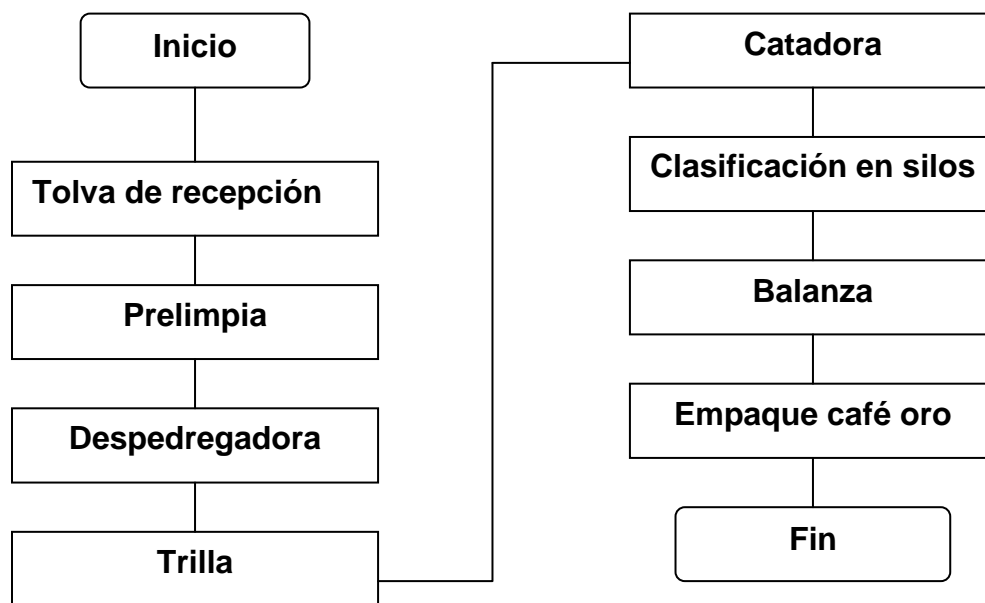 Inicio
Tolva de recepción
Prelimpia
Despedregadora
Trilla
Catadora
Clasificación en silos
Balanza
Empaque café oro
Fin